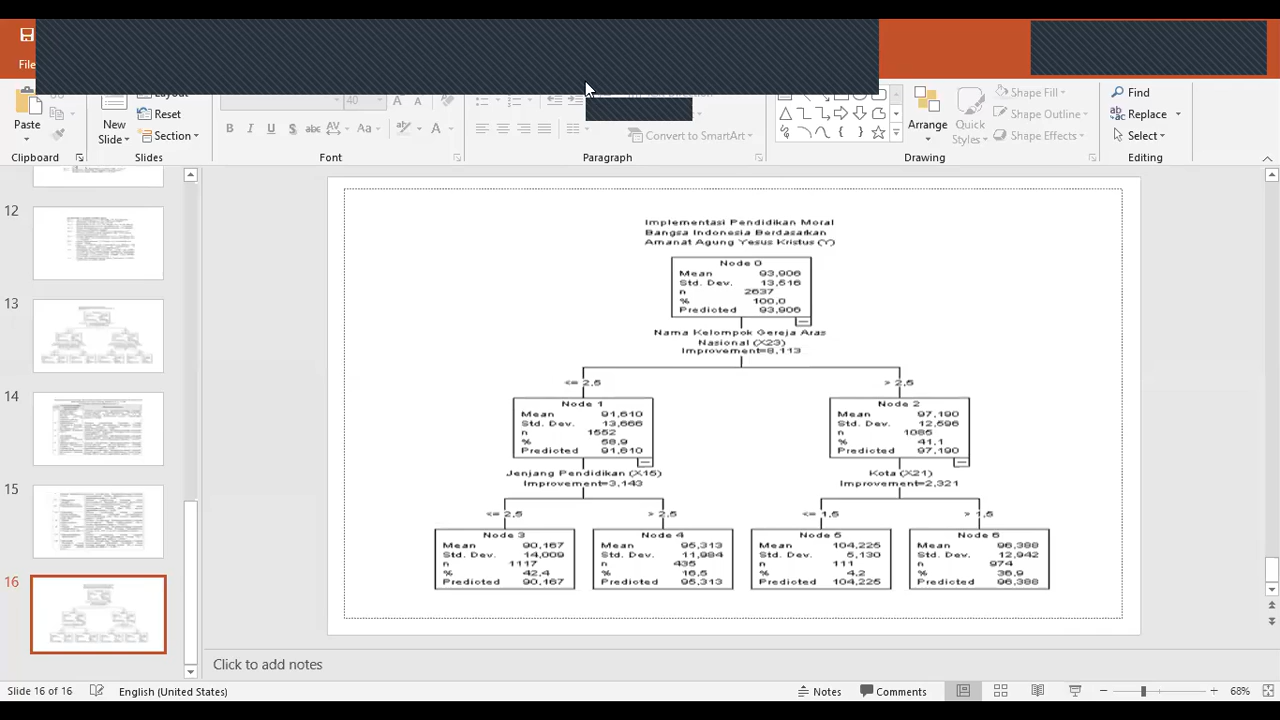 File
Layout
Paste
New
Slide
Reset
Section
40
Convert to SmartArt
Arrange
Quick
Styles
Shape Fill
Shape Outline
Shape Effects
Find
Replace
Select
Clipboard
Slides
Font
Paragraph
Drawing
Editing
12
13
14
15
16
Implementasi Pendidikan Moral
Bangsa Indonesia Berdasarkan
Amanat Agung Yesus Kristus (Y)
Node 0
Mean 93,906
Std. Dev. 13,516
n 2637
% 100,0
Predicted 93,906
Nama Kelompok Gereja Aras
Nasional (X23)
Improvement=8,113
<= 2,5
> 2,5
Node 1
Mean 91,610
Std. Dev. 13,666
n 1552
% 58,9
Predicted 91,610
Node 2
Mean 97,190
Std. Dev. 12,596
n 1085
% 41,1
Predicted 97,190
Jenjang Pendidikan (X15)
Improvement=3,143
Kota (X21)
Improvement=2,321
<= 2,5
> 2,5
<= 1,5
> 1,5
Node 3
Mean 90,167
Std. Dev. 14,009
n 1117
% 42,4
Predicted 90,167
Node 4
Mean 95,313
Std. Dev. 11,984
n 435
% 16,5
Predicted 95,313
Node 5
Mean 104,225
Std. Dev. 5,130
n 111
% 4,2
Predicted 104,225
Node 6
Mean 96,388
Std. Dev. 12,942
n 974
% 36,9
Predicted 96,388
Click to add notes
Slide 16 of 16
English (United States)
Notes
Comments
68%